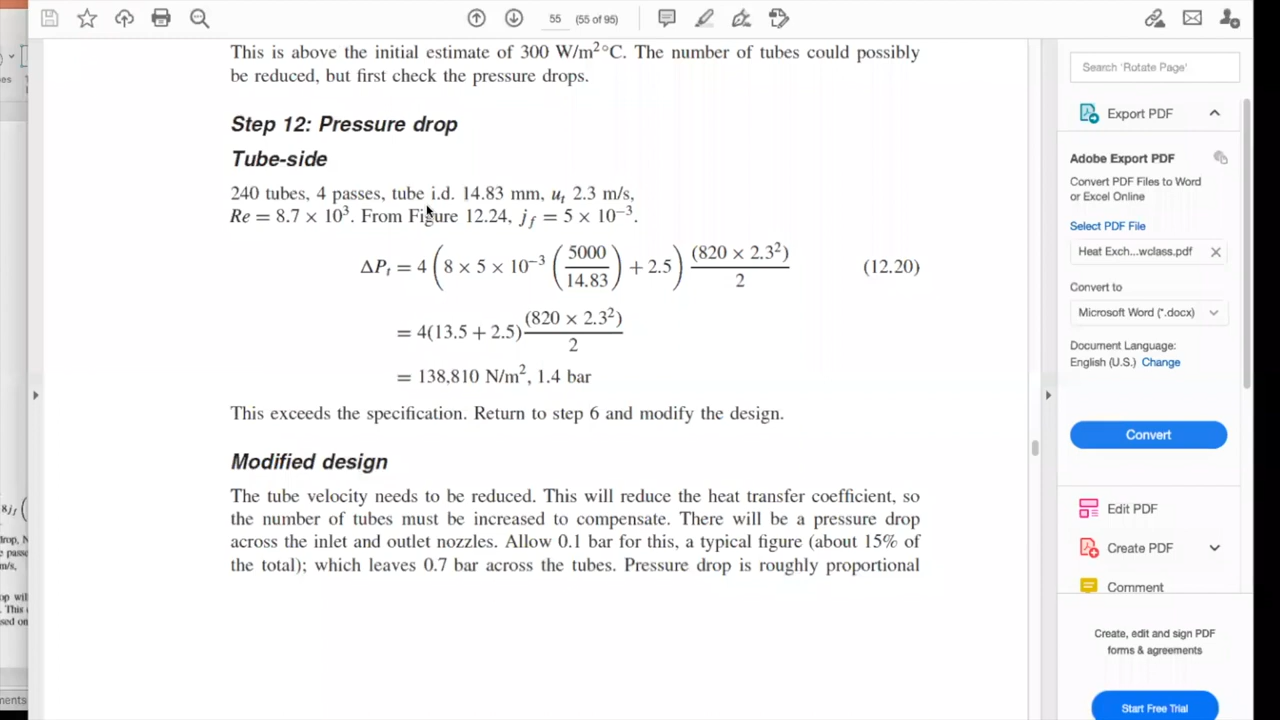 55 (55 of 95)
This is above the initial estimate of 300 W/m²°C. The number of tubes could possibly
be reduced, but first check the pressure drops.
Step 12: Pressure drop
Tube-side
240 tubes, 4 passes, tube i.d. 14.83 mm, u_t 2.3 m/s,
Re = 8.7 × 10³. From Figure 12.24, j_f = 5 × 10⁻³.
ΔP_t = 4 (8 × 5 × 10⁻³ (5000/14.83) + 2.5) (820 × 2.3²)/2 (12.20)
= 4(13.5 + 2.5) (820 × 2.3²)/2
= 138,810 N/m², 1.4 bar
This exceeds the specification. Return to step 6 and modify the design.
Modified design
The tube velocity needs to be reduced. This will reduce the heat transfer coefficient, so
the number of tubes must be increased to compensate. There will be a pressure drop
across the inlet and outlet nozzles. Allow 0.1 bar for this, a typical figure (about 15% of
the total); which leaves 0.7 bar across the tubes. Pressure drop is roughly proportional
Search 'Rotate Page'
Export PDF
Adobe Export PDF
Convert PDF Files to Word
or Excel Online
Select PDF File
Heat Exch...wclass.pdf
Convert to
Microsoft Word (*.docx)
Document Language:
English (U.S.) Change
Convert
Edit PDF
Create PDF
Comment
Create, edit and sign PDF
forms & agreements
Start Free Trial
8j_f (
drop, N
e passe
m/s,
op wil
This
sed on
ments